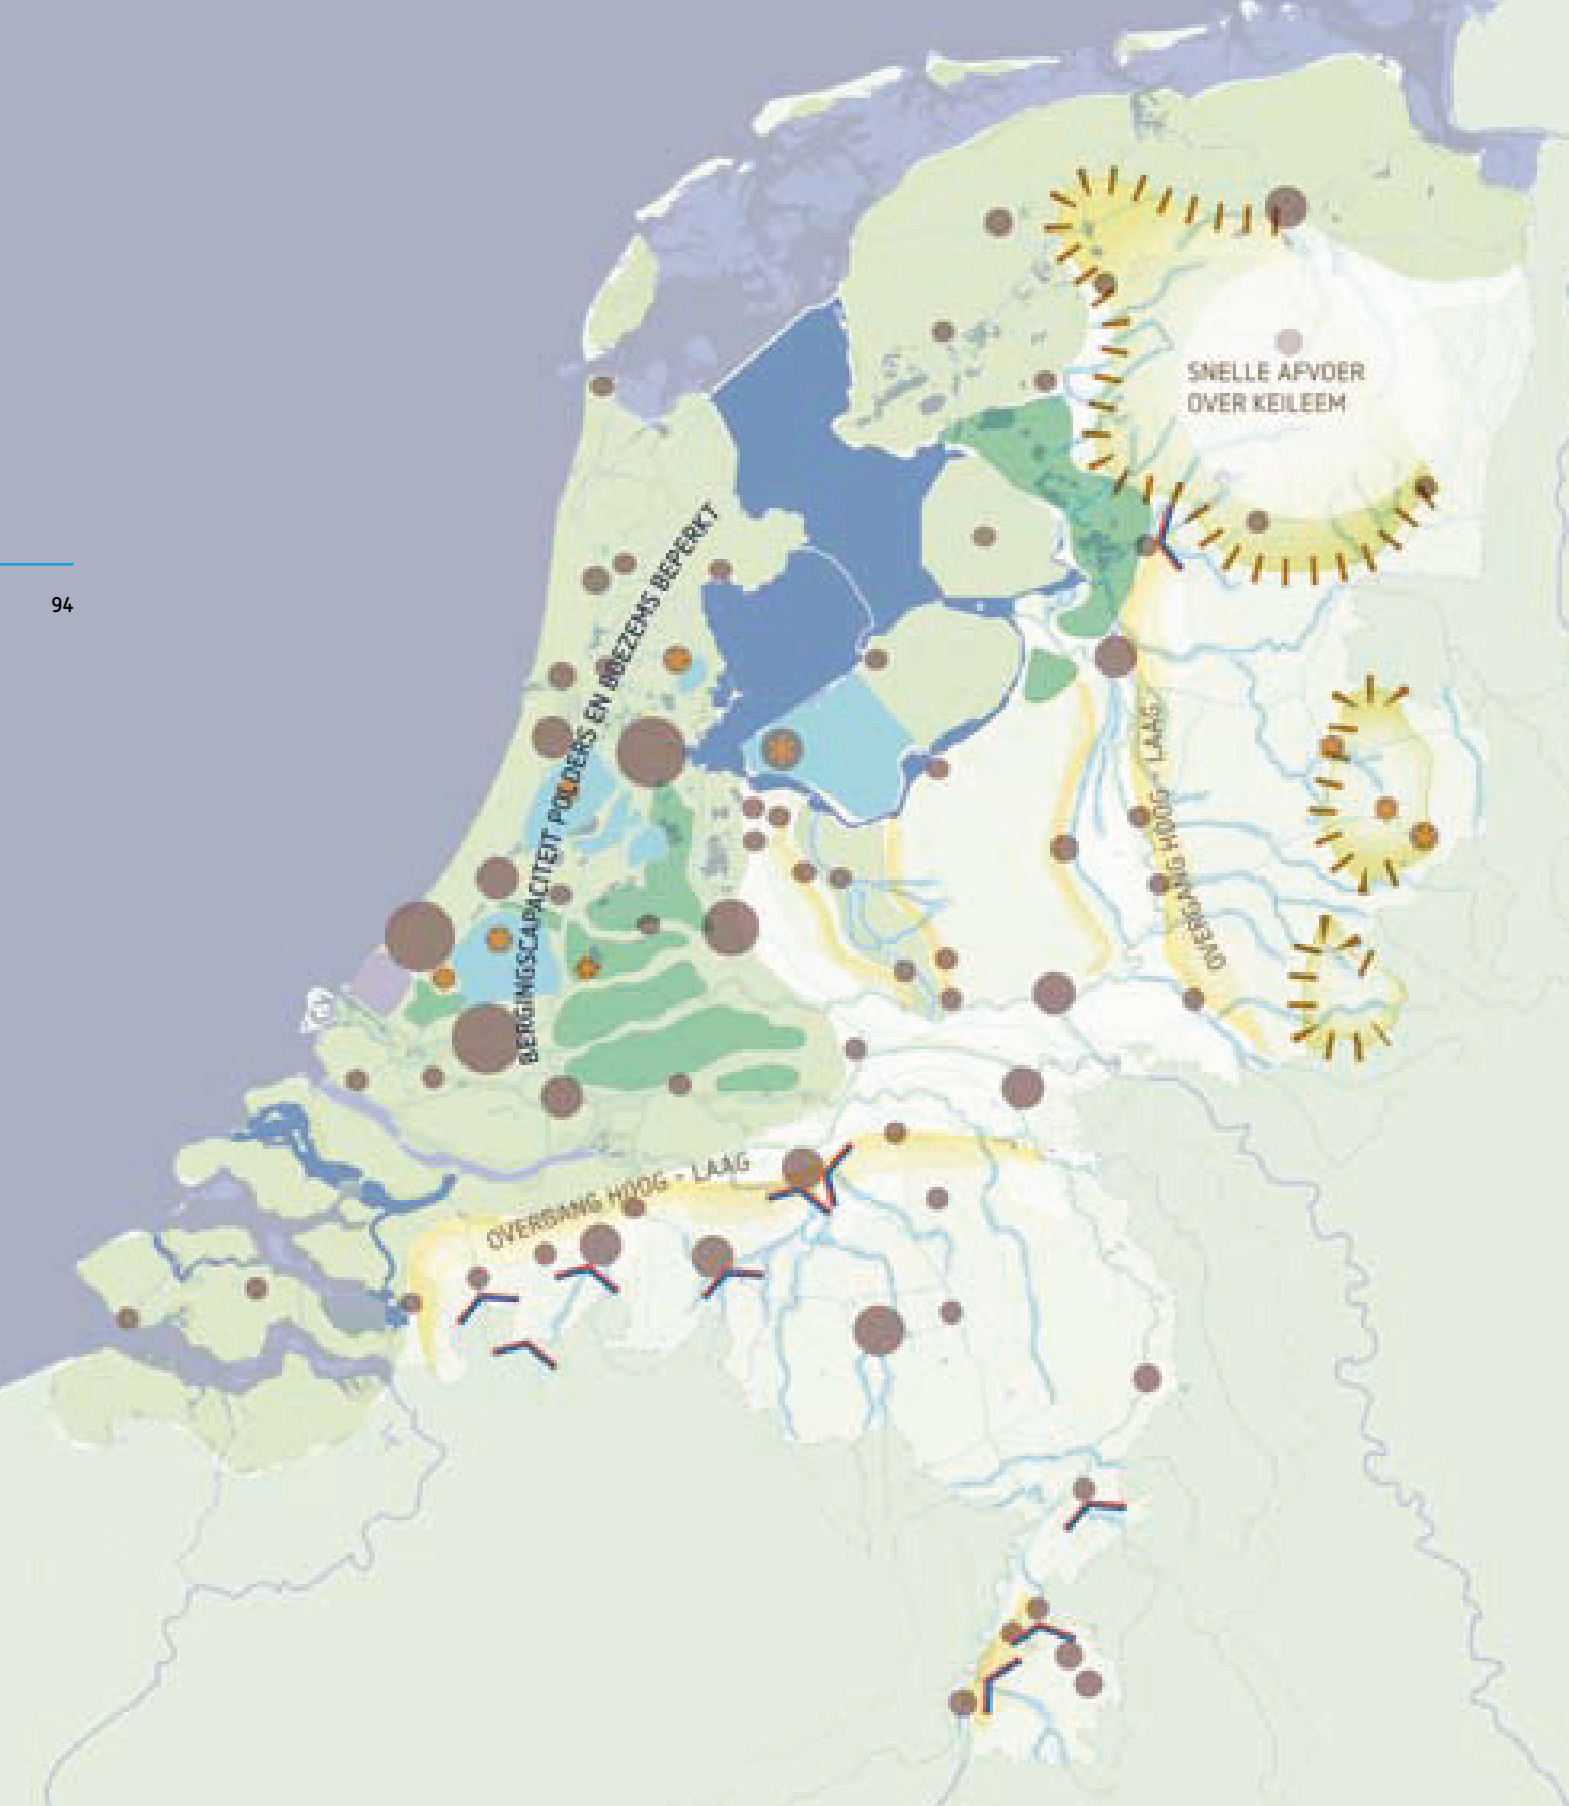 SNELLE AFVOER
OVER KEILEEM
BERGINGSCAPACITEIT POLDERS EN BOEZEMS BEPERKT
94
OVERGANG HOOG - LAAG
OVERGANG HOOG - LAAG